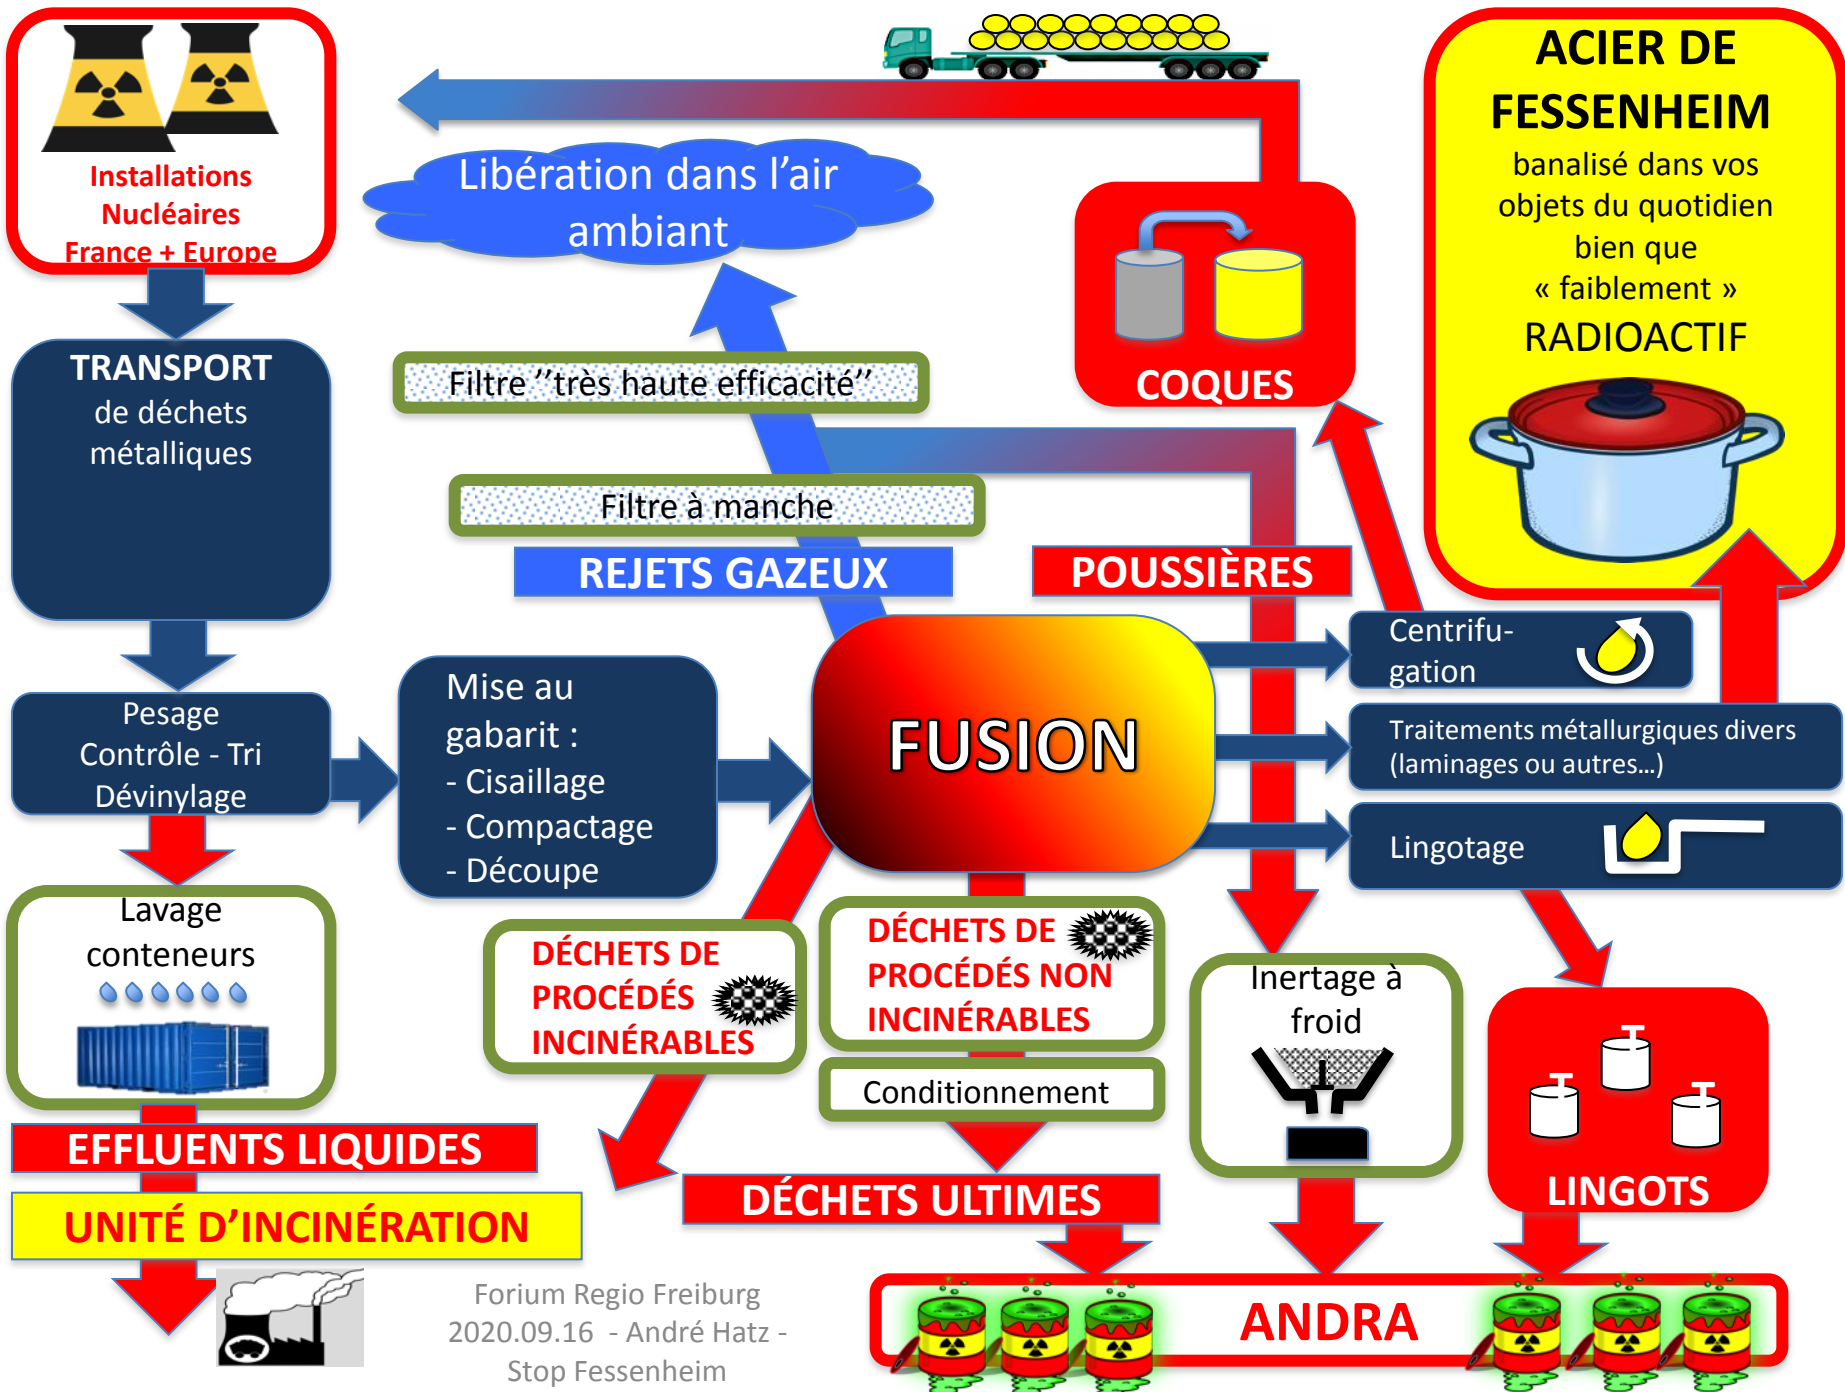 Installations
Nucléaires
France + Europe
TRANSPORT
de déchets
métalliques
Pesage
Contrôle - Tri
Dévinylage
Lavage
conteneurs
EFFLUENTS LIQUIDES
UNITÉ D’INCINÉRATION
Mise au
gabarit :
- Cisaillage
- Compactage
- Découpe
Libération dans l’air
ambiant
Filtre ’’très haute efficacité’’
Filtre à manche
REJETS GAZEUX
POUSSIÈRES
FUSION
DÉCHETS DE
PROCÉDÉS
INCINÉRABLES
DÉCHETS DE
PROCÉDÉS NON
INCINÉRABLES
Conditionnement
DÉCHETS ULTIMES
Inertage à
froid
COQUES
Centrifu-
gation
Traitements métallurgiques divers
(laminages ou autres…)
Lingotage
LINGOTS
ACIER DE
FESSENHEIM
banalisé dans vos
objets du quotidien
bien que
« faiblement »
RADIOACTIF
ANDRA
Forium Regio Freiburg
2020.09.16 - André Hatz -
Stop Fessenheim